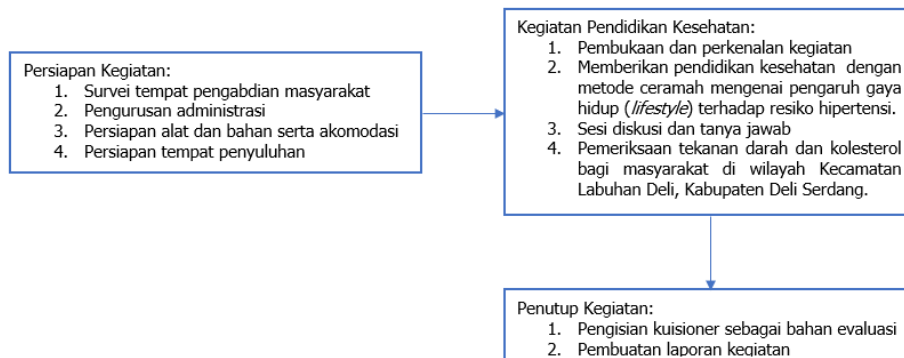 Persiapan Kegiatan:
1. Survei tempat pengabdian masyarakat
2. Pengurusan administrasi
3. Persiapan alat dan bahan serta akomodasi
4. Persiapan tempat penyuluhan
Kegiatan Pendidikan Kesehatan:
1. Pembukaan dan perkenalan kegiatan
2. Memberikan pendidikan kesehatan dengan
metode ceramah mengenai pengaruh gaya
hidup (lifestyle) terhadap resiko hipertensi.
3. Sesi diskusi dan tanya jawab
4. Pemeriksaan tekanan darah dan kolesterol
bagi masyarakat di wilayah Kecamatan
Labuhan Deli, Kabupaten Deli Serdang.
Penutup Kegiatan:
1. Pengisian kuisioner sebagai bahan evaluasi
2. Pembuatan laporan kegiatan